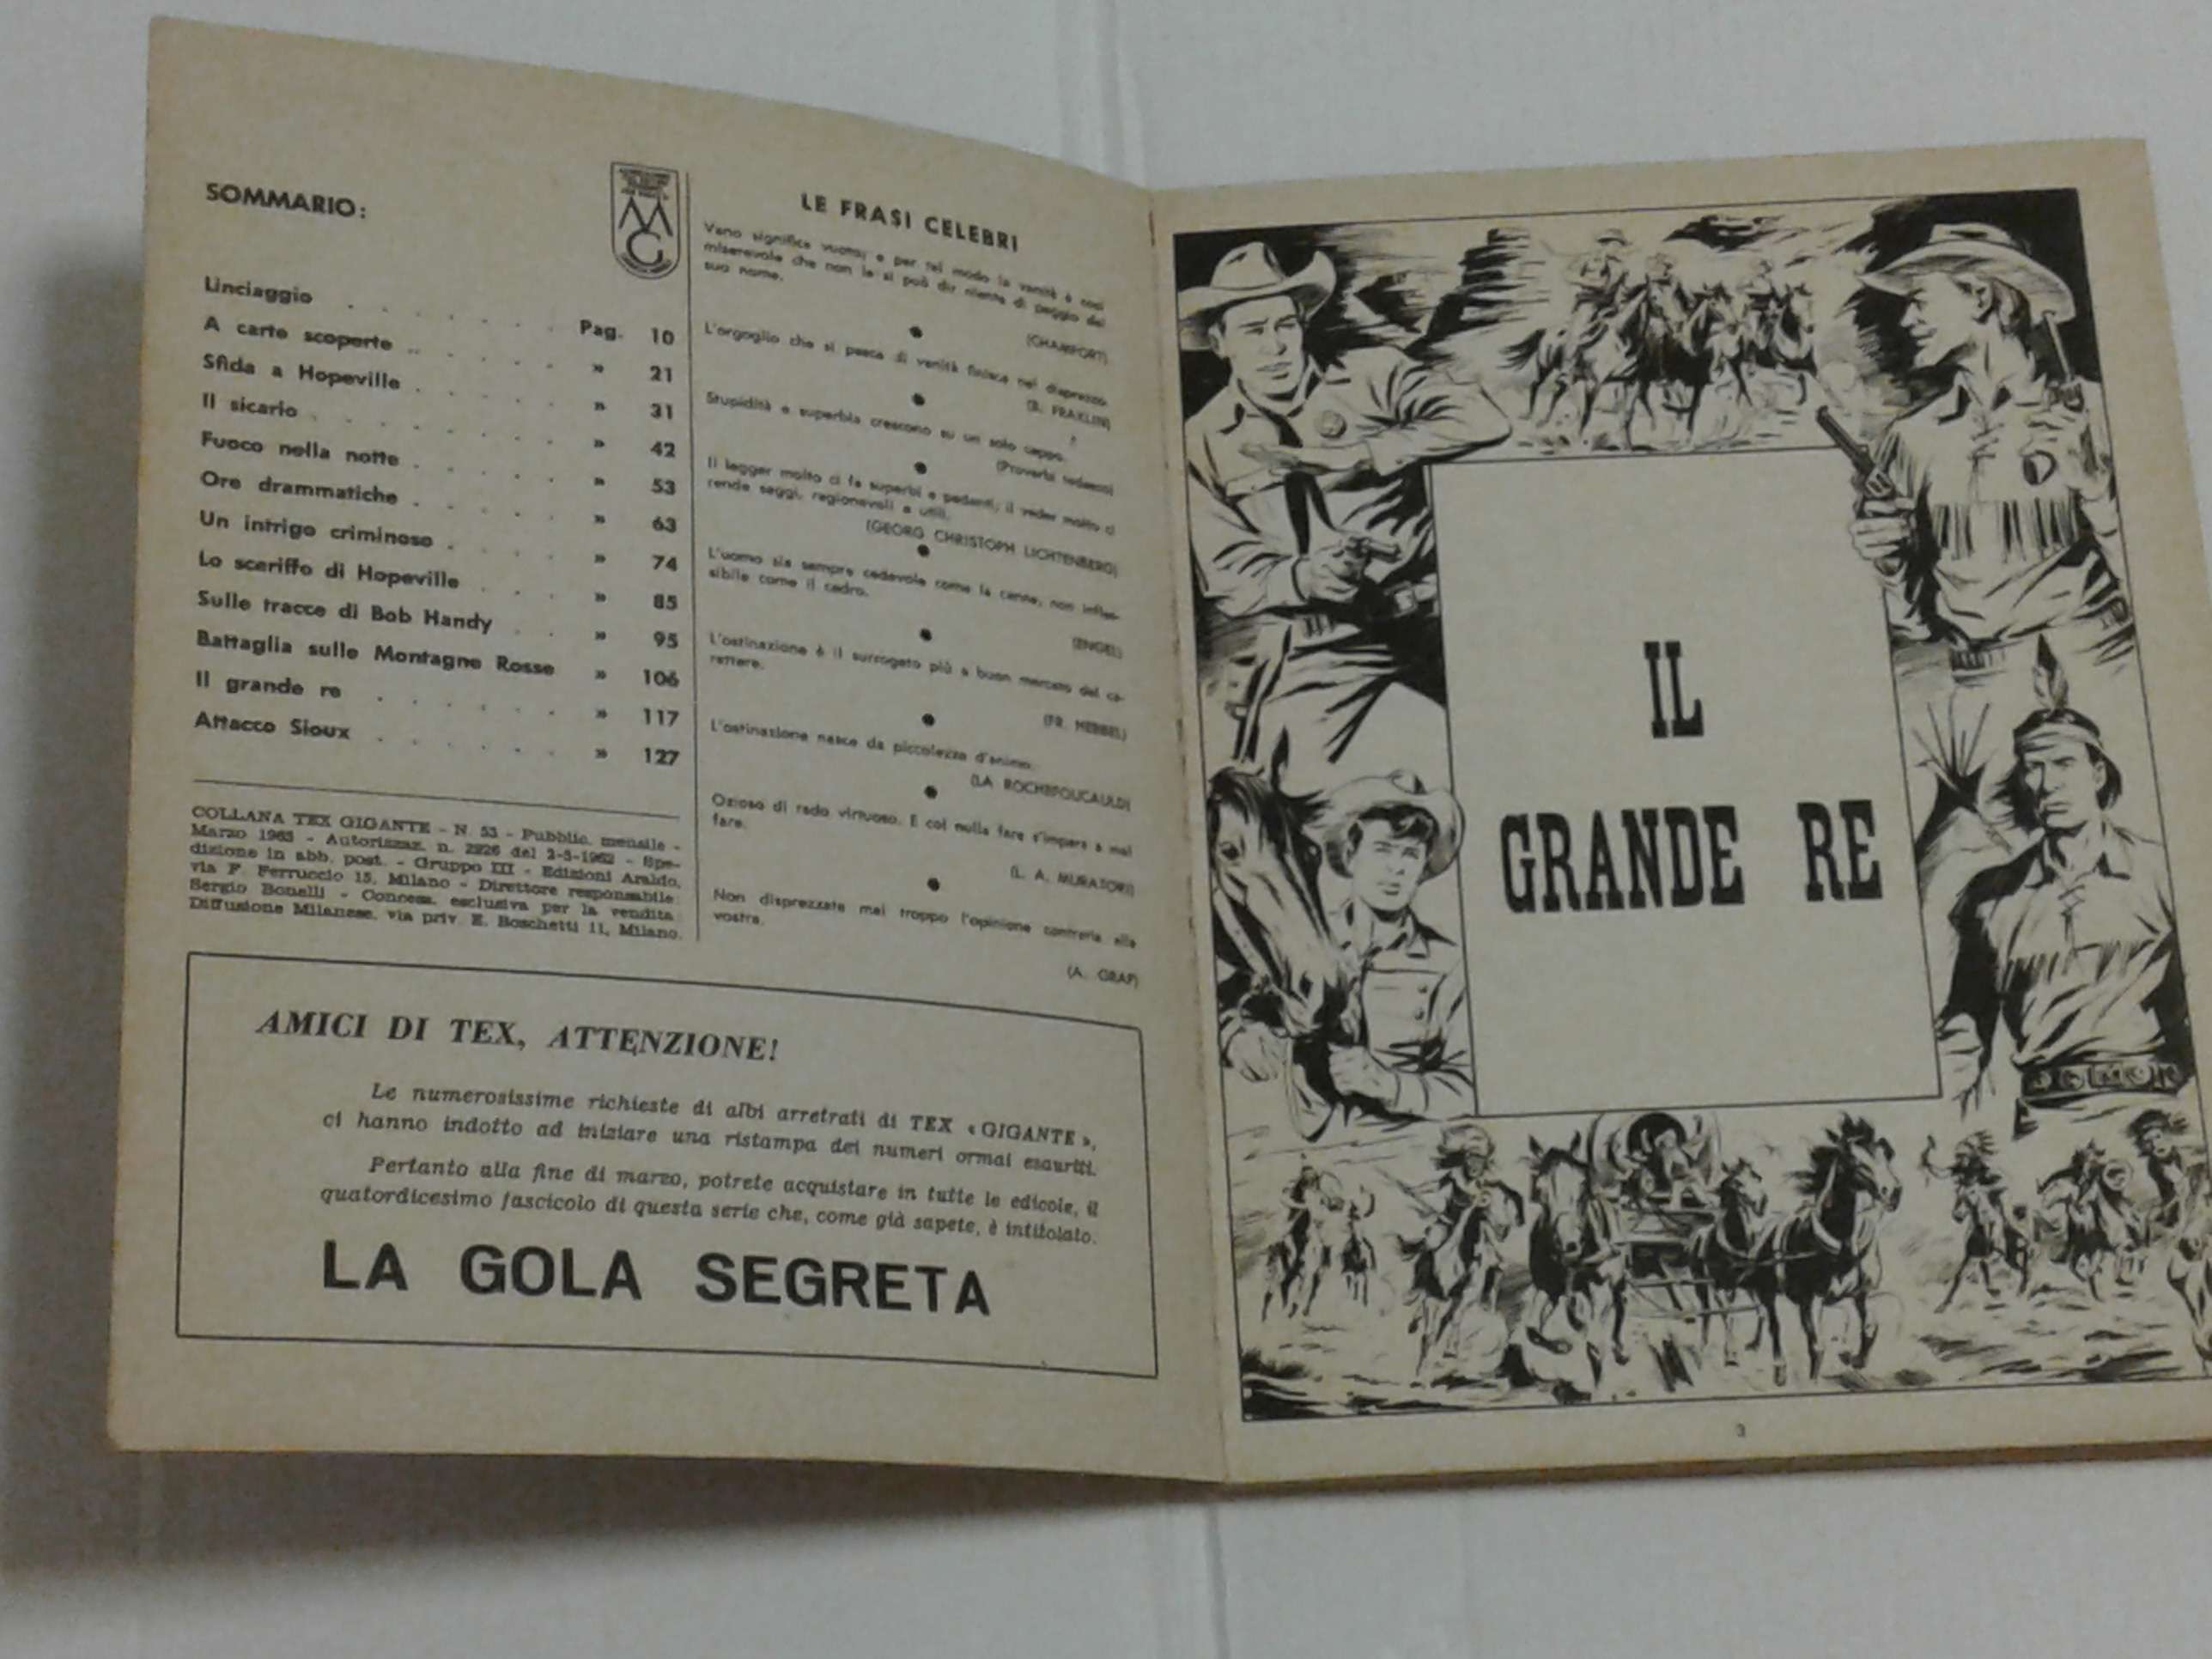 SOMMARIO:
MG
Linciaggio . . . . . . Pag. 10
A carte scoperte . . . . . » 21
Sfida a Hopeville . . . . . » 31
Il sicario . . . . . . . » 42
Fuoco nella notte . . . . . » 53
Ore drammatiche . . . . . » 63
Un intrigo criminoso . . . . » 74
Lo sceriffo di Hopeville . . . . » 85
Sulle tracce di Bob Handy . . » 95
Battaglia sulle Montagne Rosse » 106
Il grande re . . . . . . » 117
Attacco Sioux . . . . . . » 127
COLLANA TEX GIGANTE - N. 53 - Pubblic. mensile -
Marzo 1965 - Autorizzaz. n. 2926 del 2-5-1962 - Spe-
dizione in abb. post. - Gruppo III - Edizioni Araldo,
via F. Ferruccio 15, Milano - Direttore responsabile:
Sergio Bonelli - Concess. esclusiva per la vendita:
Diffusione Milanese, via priv. E. Boschetti 11, Milano.
LE FRASI CELEBRI
Vano significa vuoto; e per tal modo la vanità è così
miserevole che non le si può dir niente di peggio del
suo nome.
(CHAMFORT)
L'orgoglio che si pasca di vanità finisce nel disprezzo.
(B. FRAKLIN)
Stupidità e superbia crescono su un solo ceppo.
(Proverbi tedeschi)
Il legger molto ci fa superbi e pedanti; il veder molto ci
rende saggi, ragionevoli e utili.
(GEORG CHRISTOPH LICHTENBERG)
L'uomo sia sempre cedevole come la canna, non infles-
sibile come il cedro.
(ENGEL)
L'ostinazione è il surrogato più a buon mercato del ca-
rattere.
(FR. HEBBEL)
L'ostinazione nasce da piccolezza d'animo.
(LA ROCHEFOUCAULD)
Ozioso di rado virtuoso. E col nulla fare s'impara a mal
fare.
(L. A. MURATORI)
Non disprezzate mai troppo l'opinione contraria alla
vostra.
(A. GRAF)
AMICI DI TEX, ATTENZIONE!
Le numerosissime richieste di albi arretrati di TEX «GIGANTE»,
ci hanno indotto ad iniziare una ristampa dei numeri ormai esauriti.
Pertanto alla fine di marzo, potrete acquistare in tutte le edicole, il
quatordicesimo fascicolo di questa serie che, come già sapete, è intitolato.
LA GOLA SEGRETA
IL
GRANDE RE
3